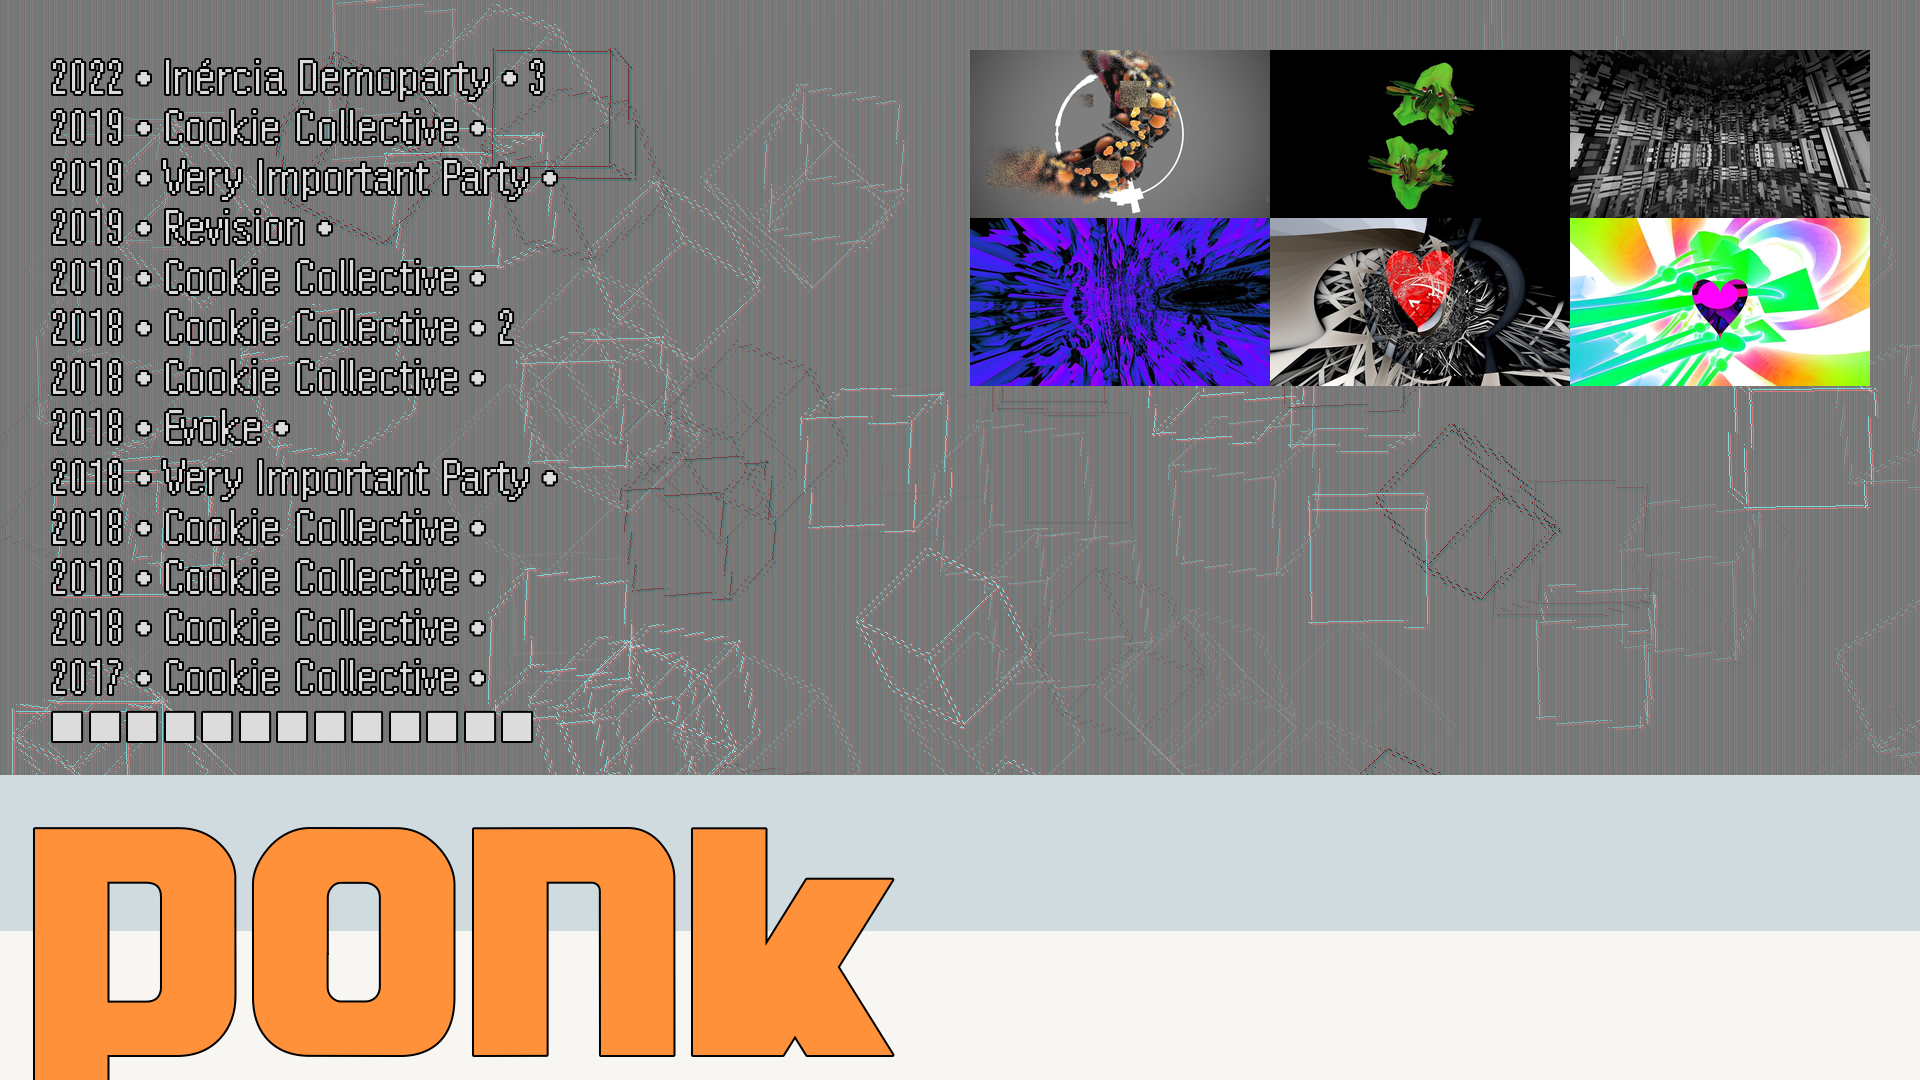 2022 • Inércia Demoparty • 3
2019 • Cookie Collective •
2019 • Very Important Party •
2019 • Revision •
2019 • Cookie Collective •
2018 • Cookie Collective • 2
2018 • Cookie Collective •
2018 • Evoke •
2018 • Very Important Party •
2018 • Cookie Collective •
2018 • Cookie Collective •
2018 • Cookie Collective •
2017 • Cookie Collective •
ponk